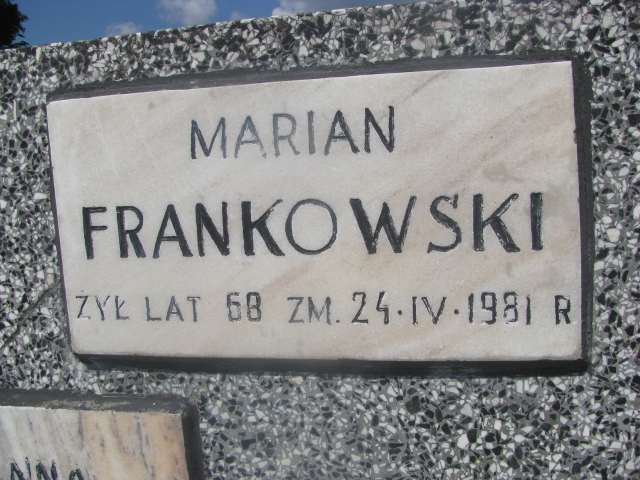 MARIAN
FRANKOWSKI
ŻYŁ LAT 68 ZM. 24·IV·1981 R